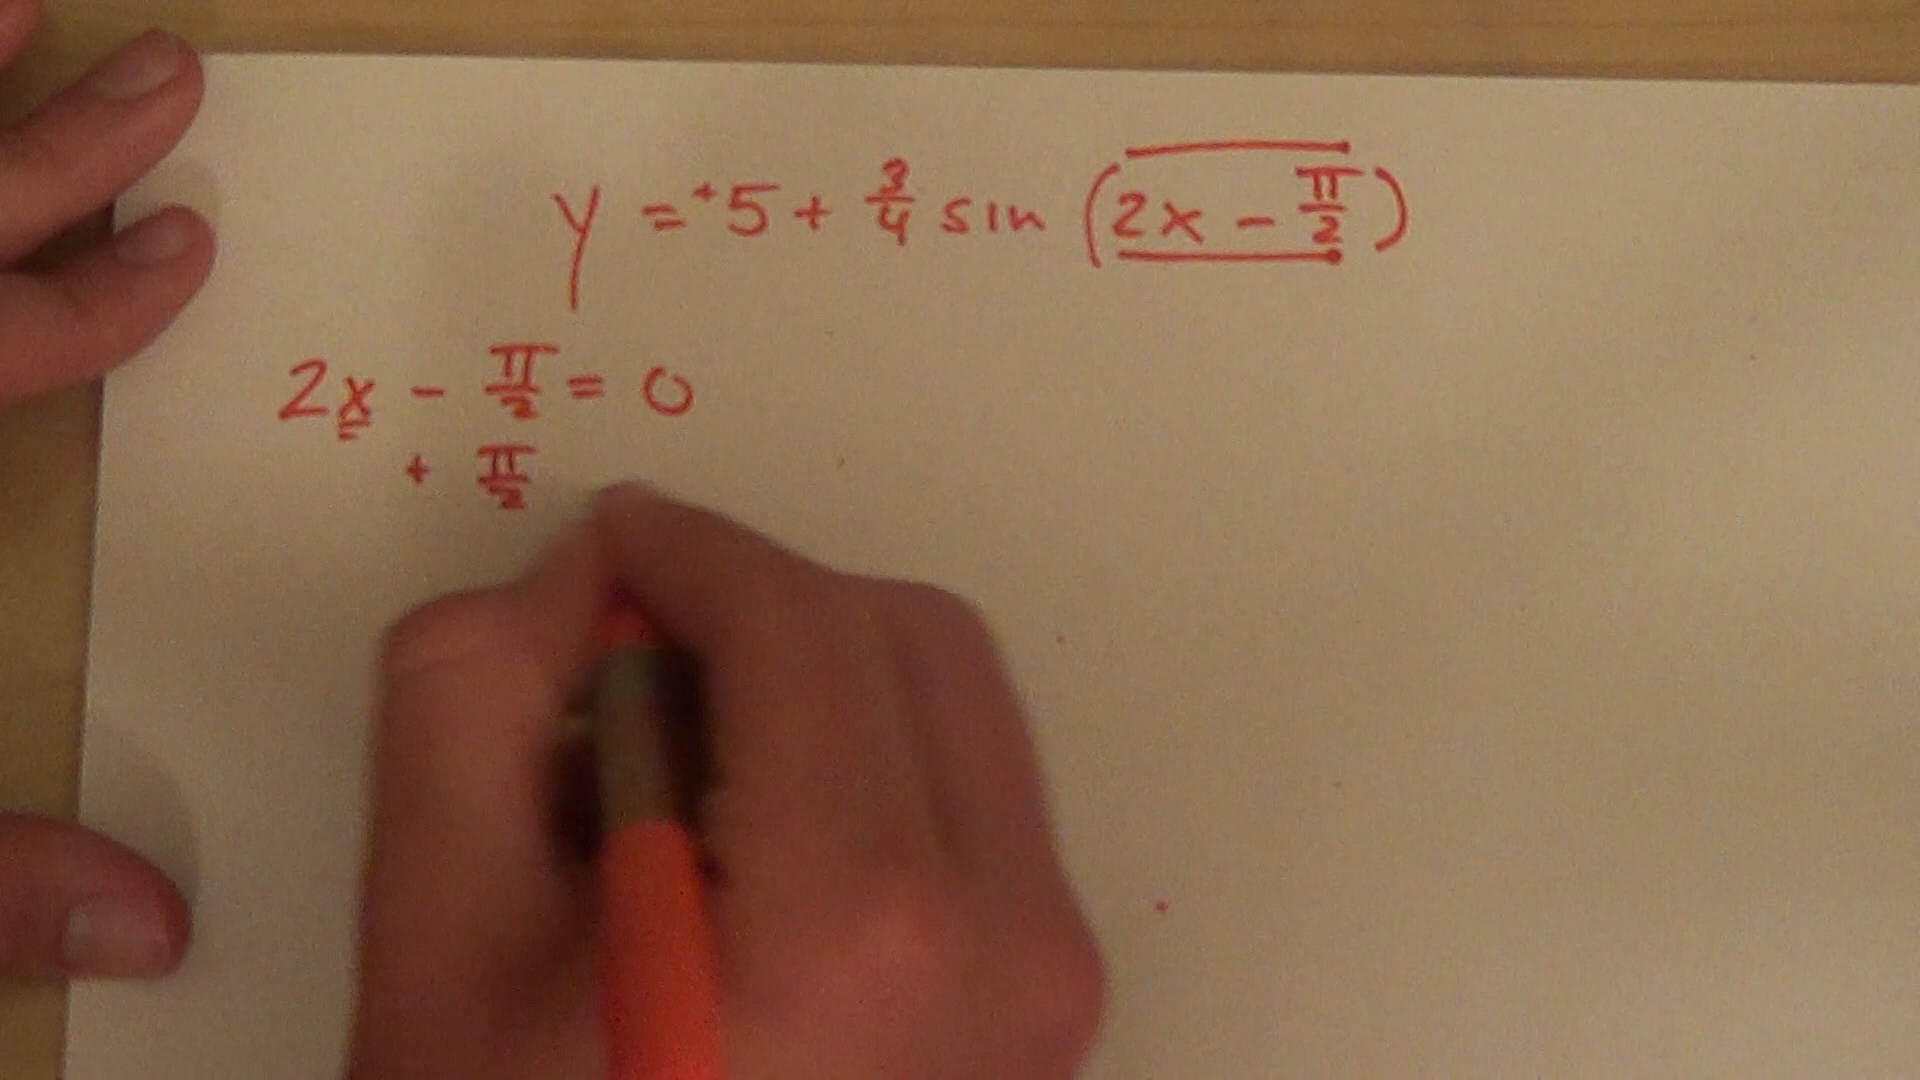 y = +5 + 3/4 sin (2x - π/2)
2x - π/2 = 0
+ π/2